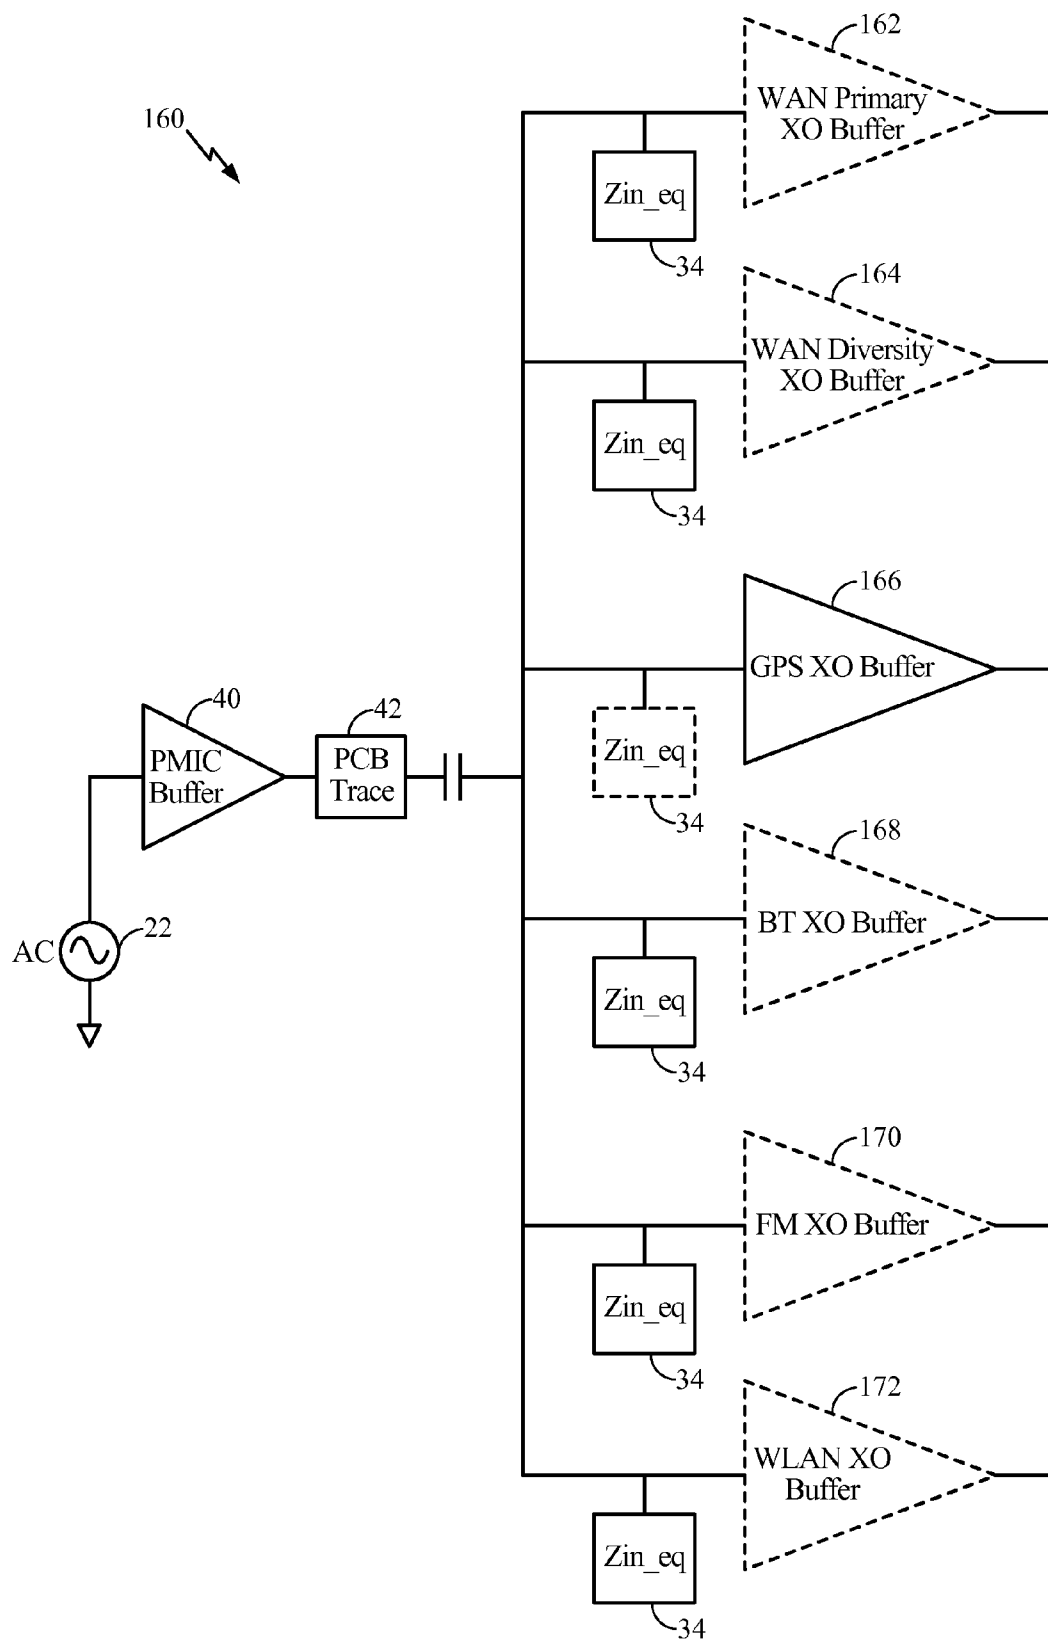 162
WAN Primary
XO Buffer
160
Zin_eq
34
164
WAN Diversity
XO Buffer
Zin_eq
34
166
GPS XO Buffer
40
42
PMIC
Buffer
PCB
Trace
Zin_eq
34
168
BT XO Buffer
AC
22
Zin_eq
34
170
FM XO Buffer
Zin_eq
34
172
WLAN XO
Buffer
Zin_eq
34